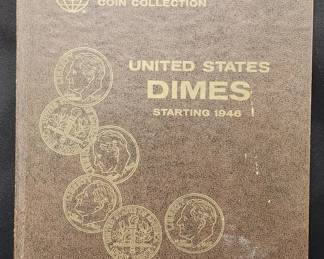 COIN COLLECTION
UNITED STATES
DIMES
STARTING 1946